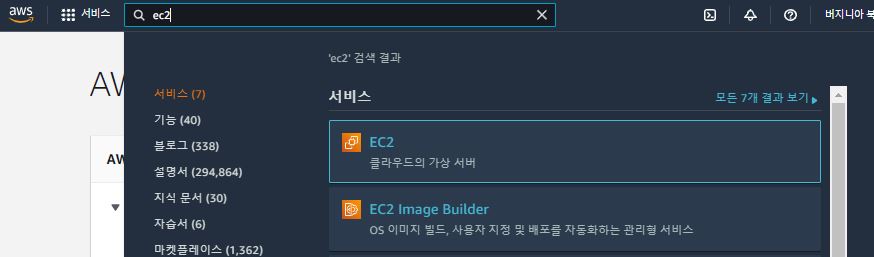 aws
서비스
ec2
버지니아 북
AW
AW
'ec2' 검색 결과
서비스 (7)
기능 (40)
블로그 (338)
설명서 (294,864)
지식 문서 (30)
자습서 (6)
마켓플레이스 (1,362)
서비스
모든 7개 결과 보기
EC2
클라우드의 가상 서버
EC2 Image Builder
OS 이미지 빌드, 사용자 지정 및 배포를 자동화하는 관리형 서비스